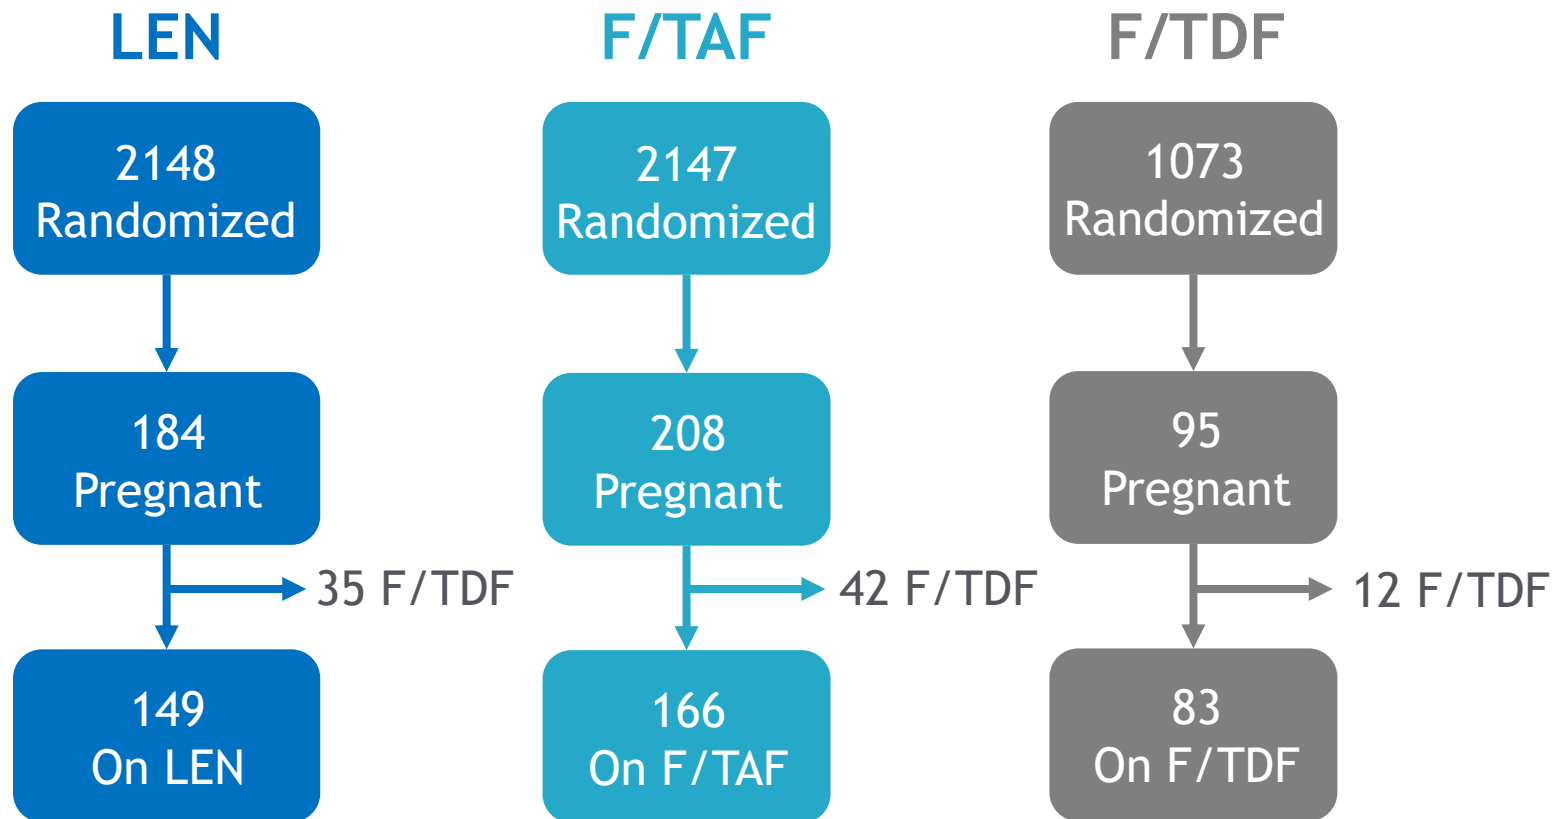 LEN
2148
Randomized
184
Pregnant
35 F/TDF
149
On LEN
F/TAF
2147
Randomized
208
Pregnant
42 F/TDF
166
On F/TAF
F/TDF
1073
Randomized
95
Pregnant
12 F/TDF
83
On F/TDF